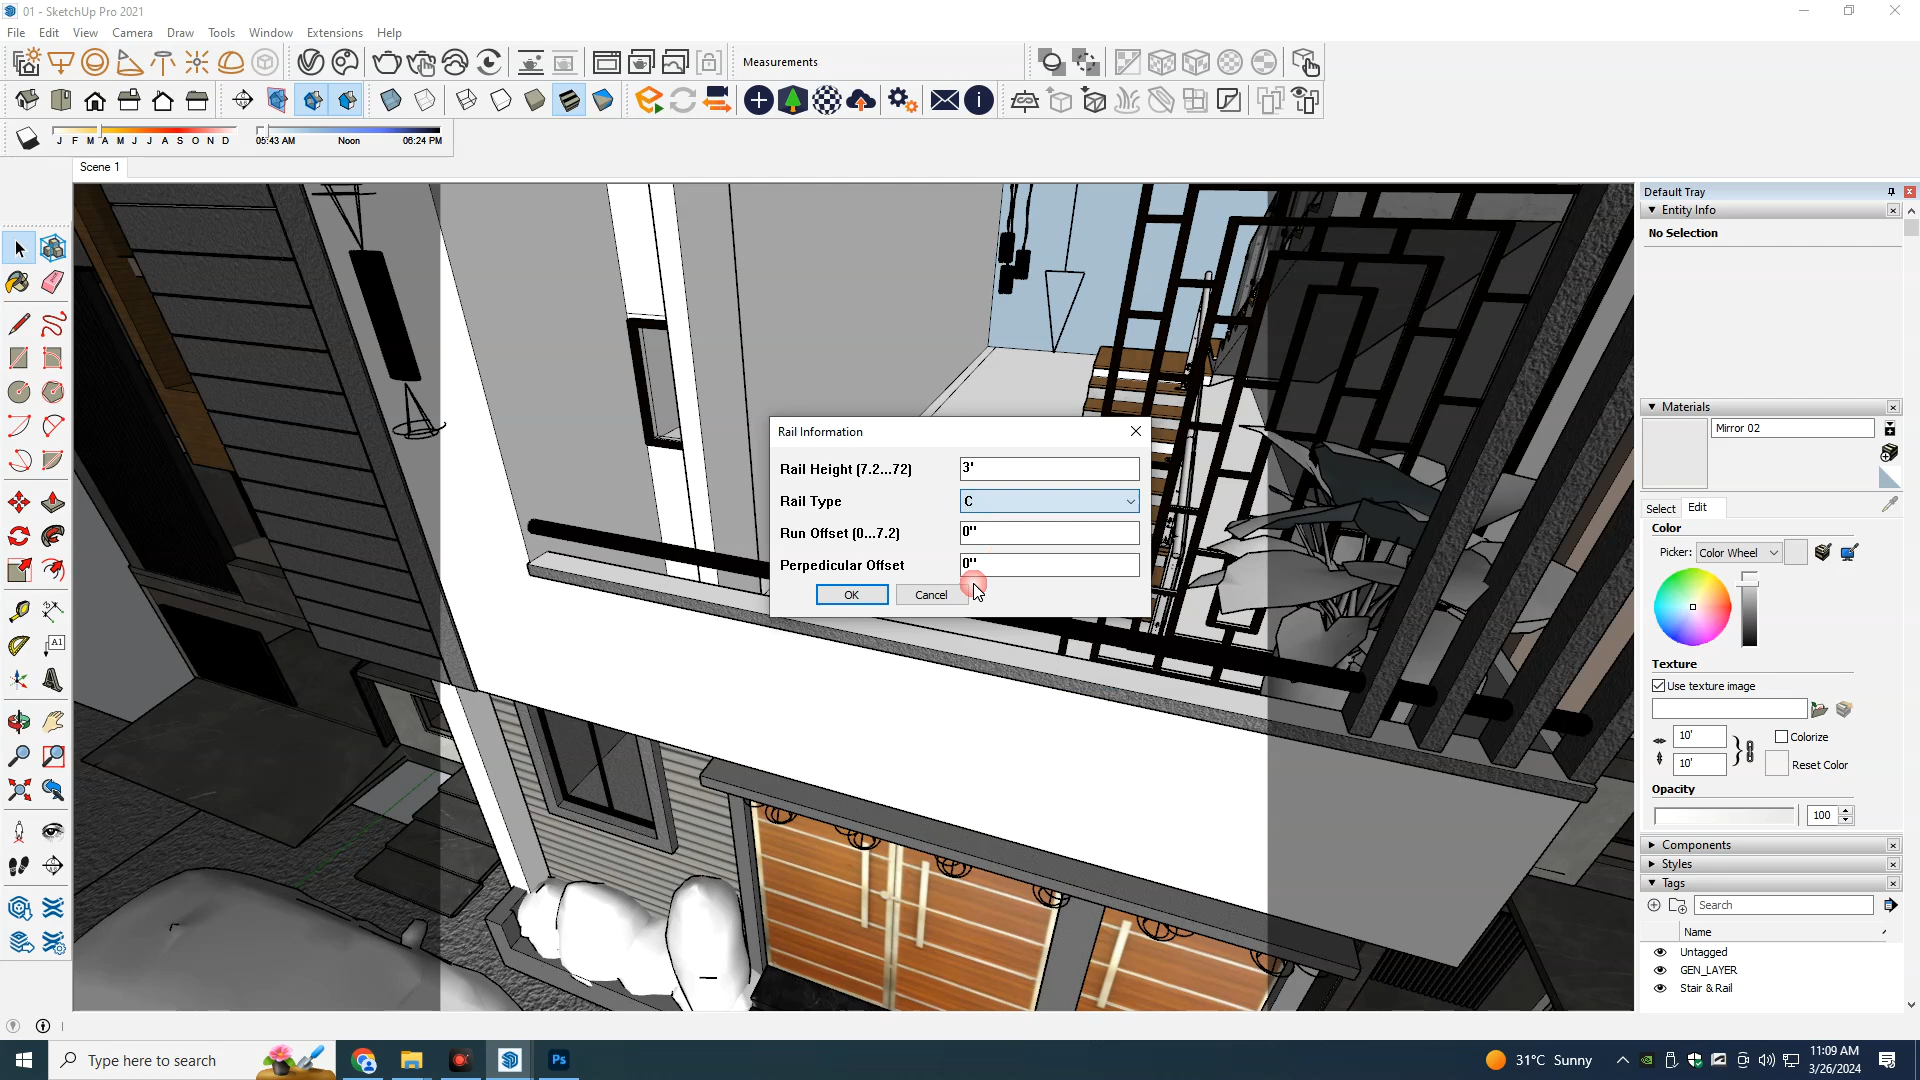 01 - SketchUp Pro 2021
File Edit View Camera Draw Tools Window Extensions Help
Measurements
J F M A M J J A S O N D
05:43 AM Noon 06:24 PM
Scene 1
Default Tray
Entity Info
No Selection
Materials
Mirror 02
Select Edit
Color
Picker: Color Wheel
Texture
Use texture image
10'
10'
Colorize
Reset Color
Opacity
100
Components
Styles
Tags
Search
Name
Untagged
GEN_LAYER
Stair & Rail
Rail Information
Rail Height (7.2...72) 3'
Rail Type C
Run Offset (0...7.2) 0"
Perpedicular Offset 0"
OK Cancel
A1
Type here to search
Ps
31°C Sunny
11:09 AM
3/26/2024